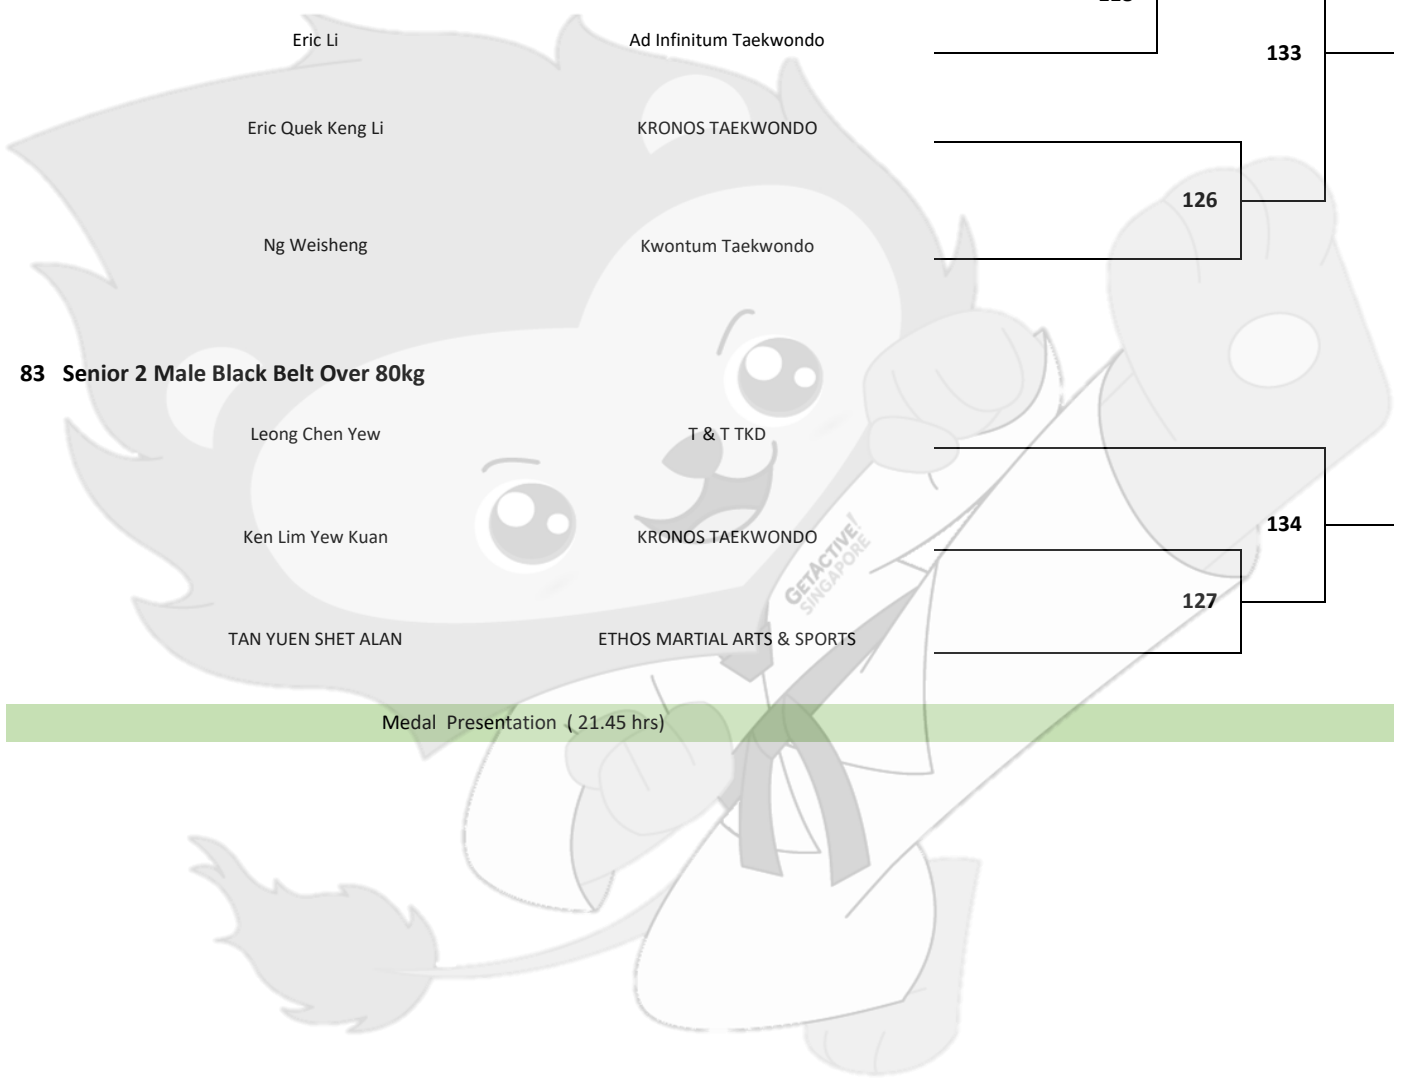 Eric Li Ad Infinitum Taekwondo
133
Eric Quek Keng Li KRONOS TAEKWONDO
126
Ng Weisheng Kwontum Taekwondo
83 Senior 2 Male Black Belt Over 80kg
Leong Chen Yew T & T TKD
134
Ken Lim Yew Kuan KRONOS TAEKWONDO
GETACTIVE!
SINGAPORE
127
TAN YUEN SHET ALAN ETHOS MARTIAL ARTS & SPORTS
Medal Presentation ( 21.45 hrs)